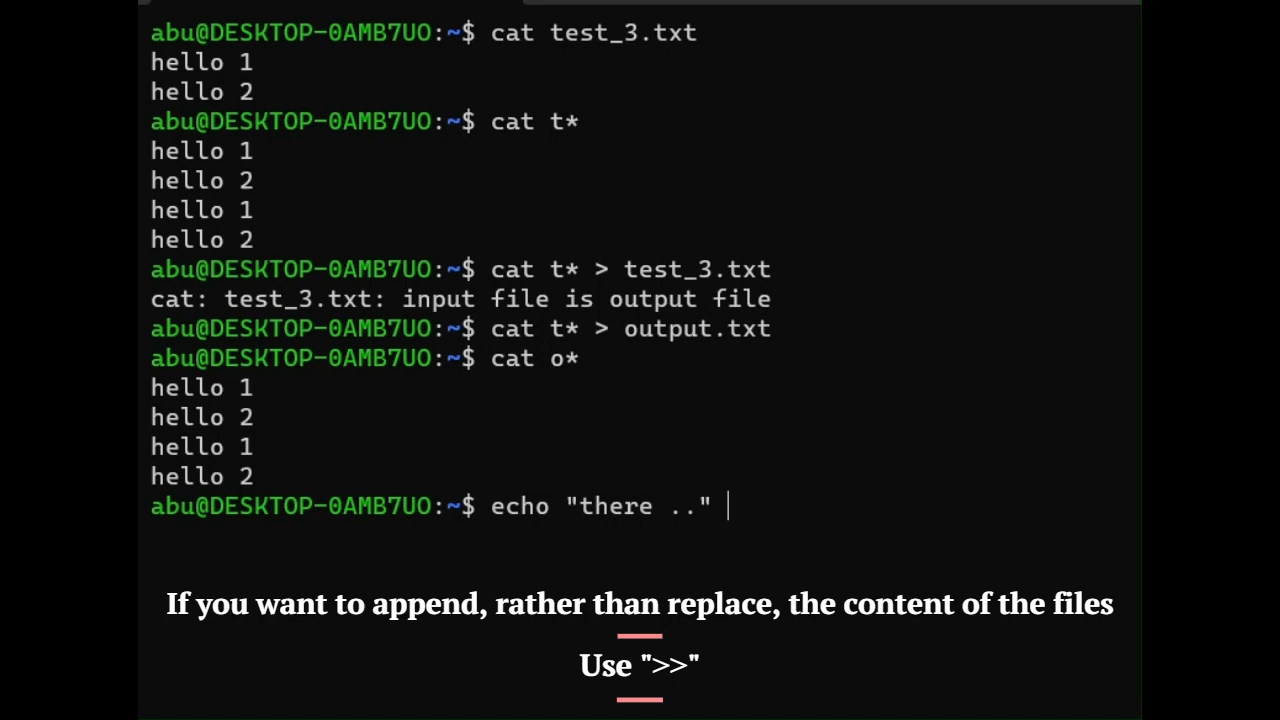 abu@DESKTOP-0AMB7UO:~$ cat test_3.txt
hello 1
hello 2
abu@DESKTOP-0AMB7UO:~$ cat t*
hello 1
hello 2
hello 1
hello 2
abu@DESKTOP-0AMB7UO:~$ cat t* > test_3.txt
cat: test_3.txt: input file is output file
abu@DESKTOP-0AMB7UO:~$ cat t* > output.txt
abu@DESKTOP-0AMB7UO:~$ cat o*
hello 1
hello 2
hello 1
hello 2
abu@DESKTOP-0AMB7UO:~$ echo "there .."
If you want to append, rather than replace, the content of the files
Use ">>"